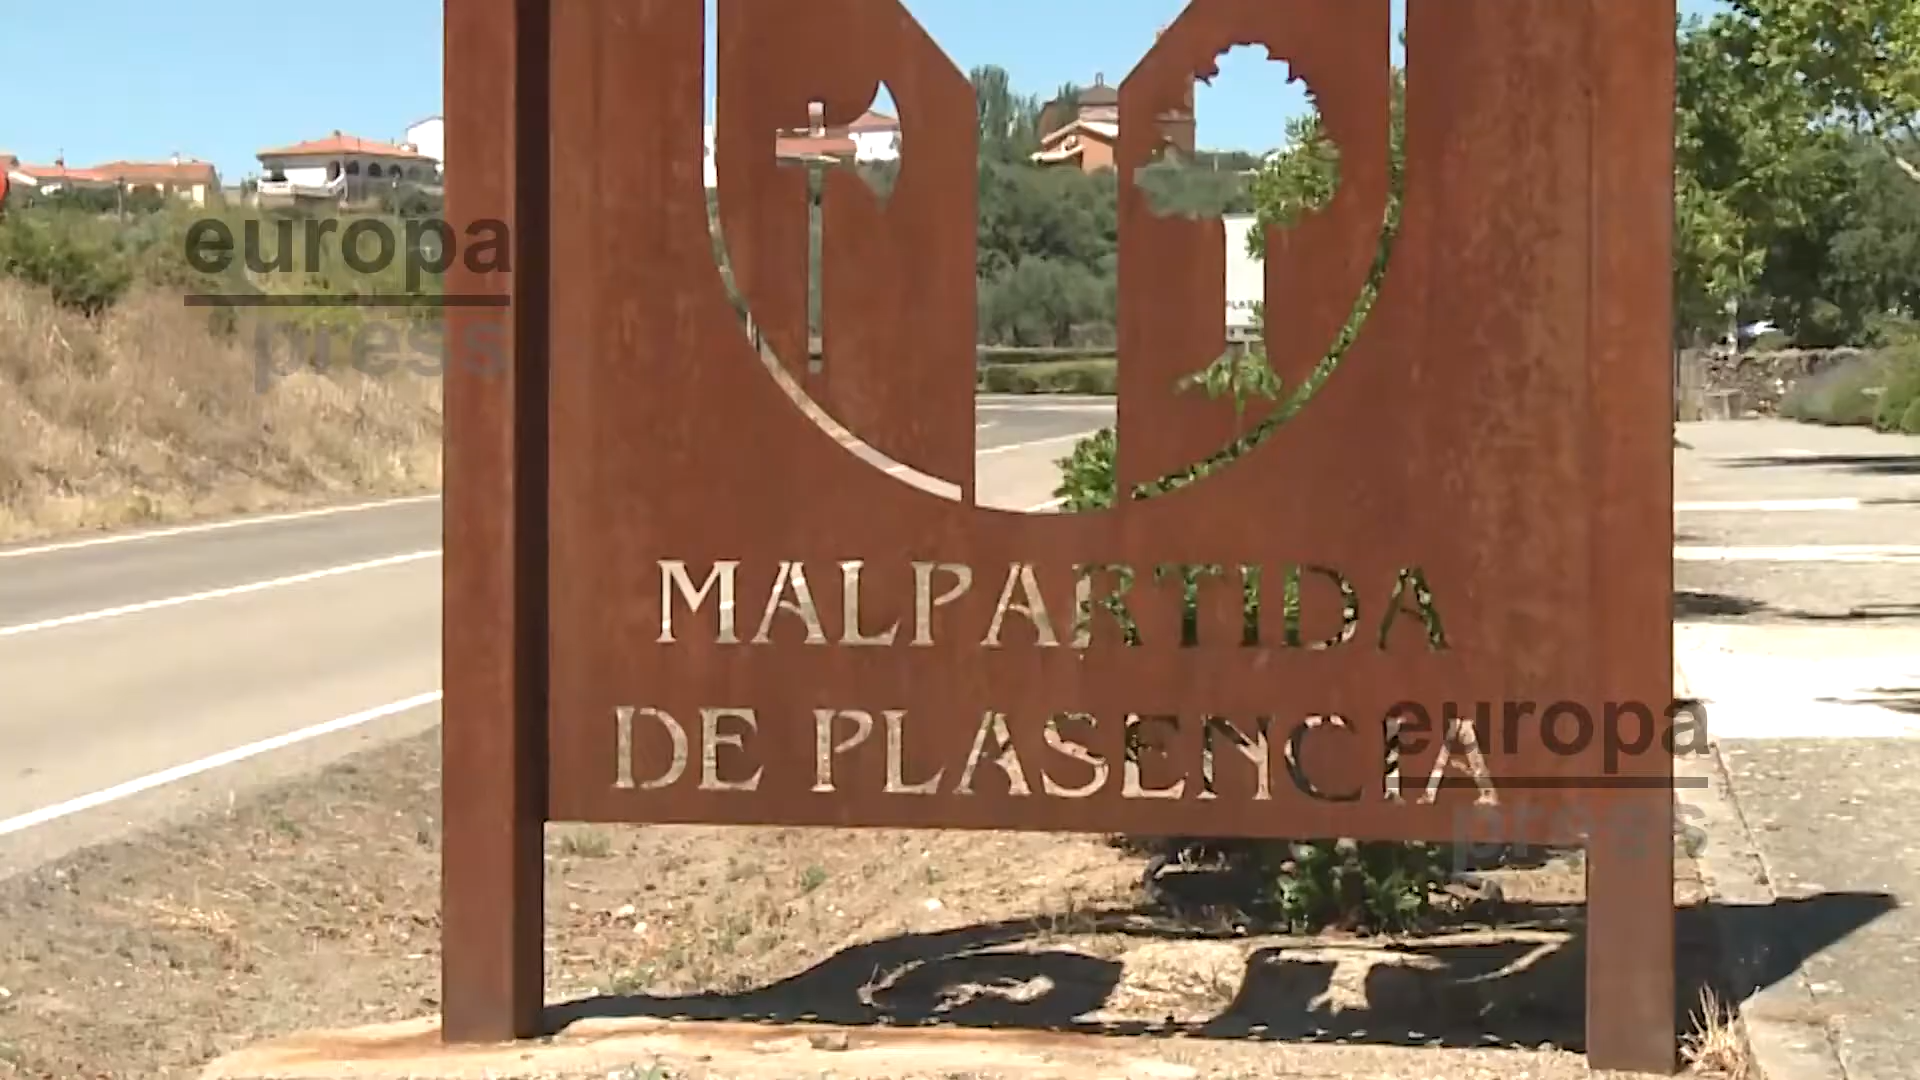 europa
press
MALPARTIDA
DE PLASENCIA
europa
press